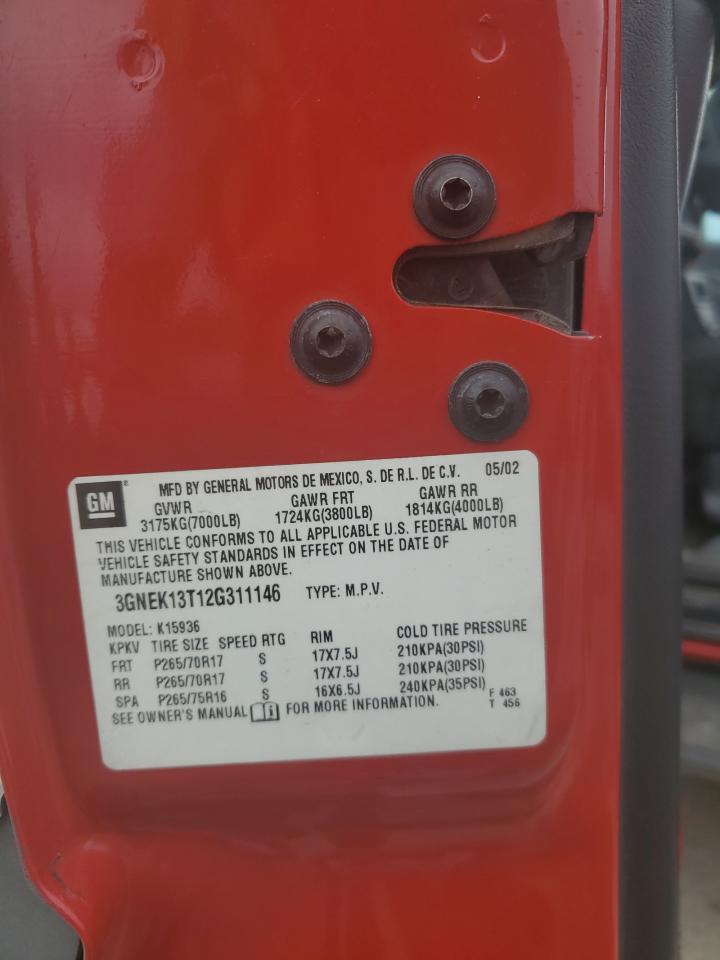 GM® MFD BY GENERAL MOTORS DE MEXICO, S. DE R.L. DE C.V. 05/02
GVWR GAWR FRT GAWR RR
3175KG(7000LB) 1724KG(3800LB) 1814KG(4000LB)
THIS VEHICLE CONFORMS TO ALL APPLICABLE U.S. FEDERAL MOTOR
VEHICLE SAFETY STANDARDS IN EFFECT ON THE DATE OF
MANUFACTURE SHOWN ABOVE.
3GNEK13T12G311146 TYPE: M.P.V.
MODEL: K15936
KPKV TIRE SIZE SPEED RTG RIM COLD TIRE PRESSURE
FRT P265/70R17 S 17X7.5J 210KPA(30PSI)
RR P265/70R17 S 17X7.5J 210KPA(30PSI)
SPA P265/75R16 S 16X6.5J 240KPA(35PSI) F 463
SEE OWNER'S MANUAL i FOR MORE INFORMATION. T 456